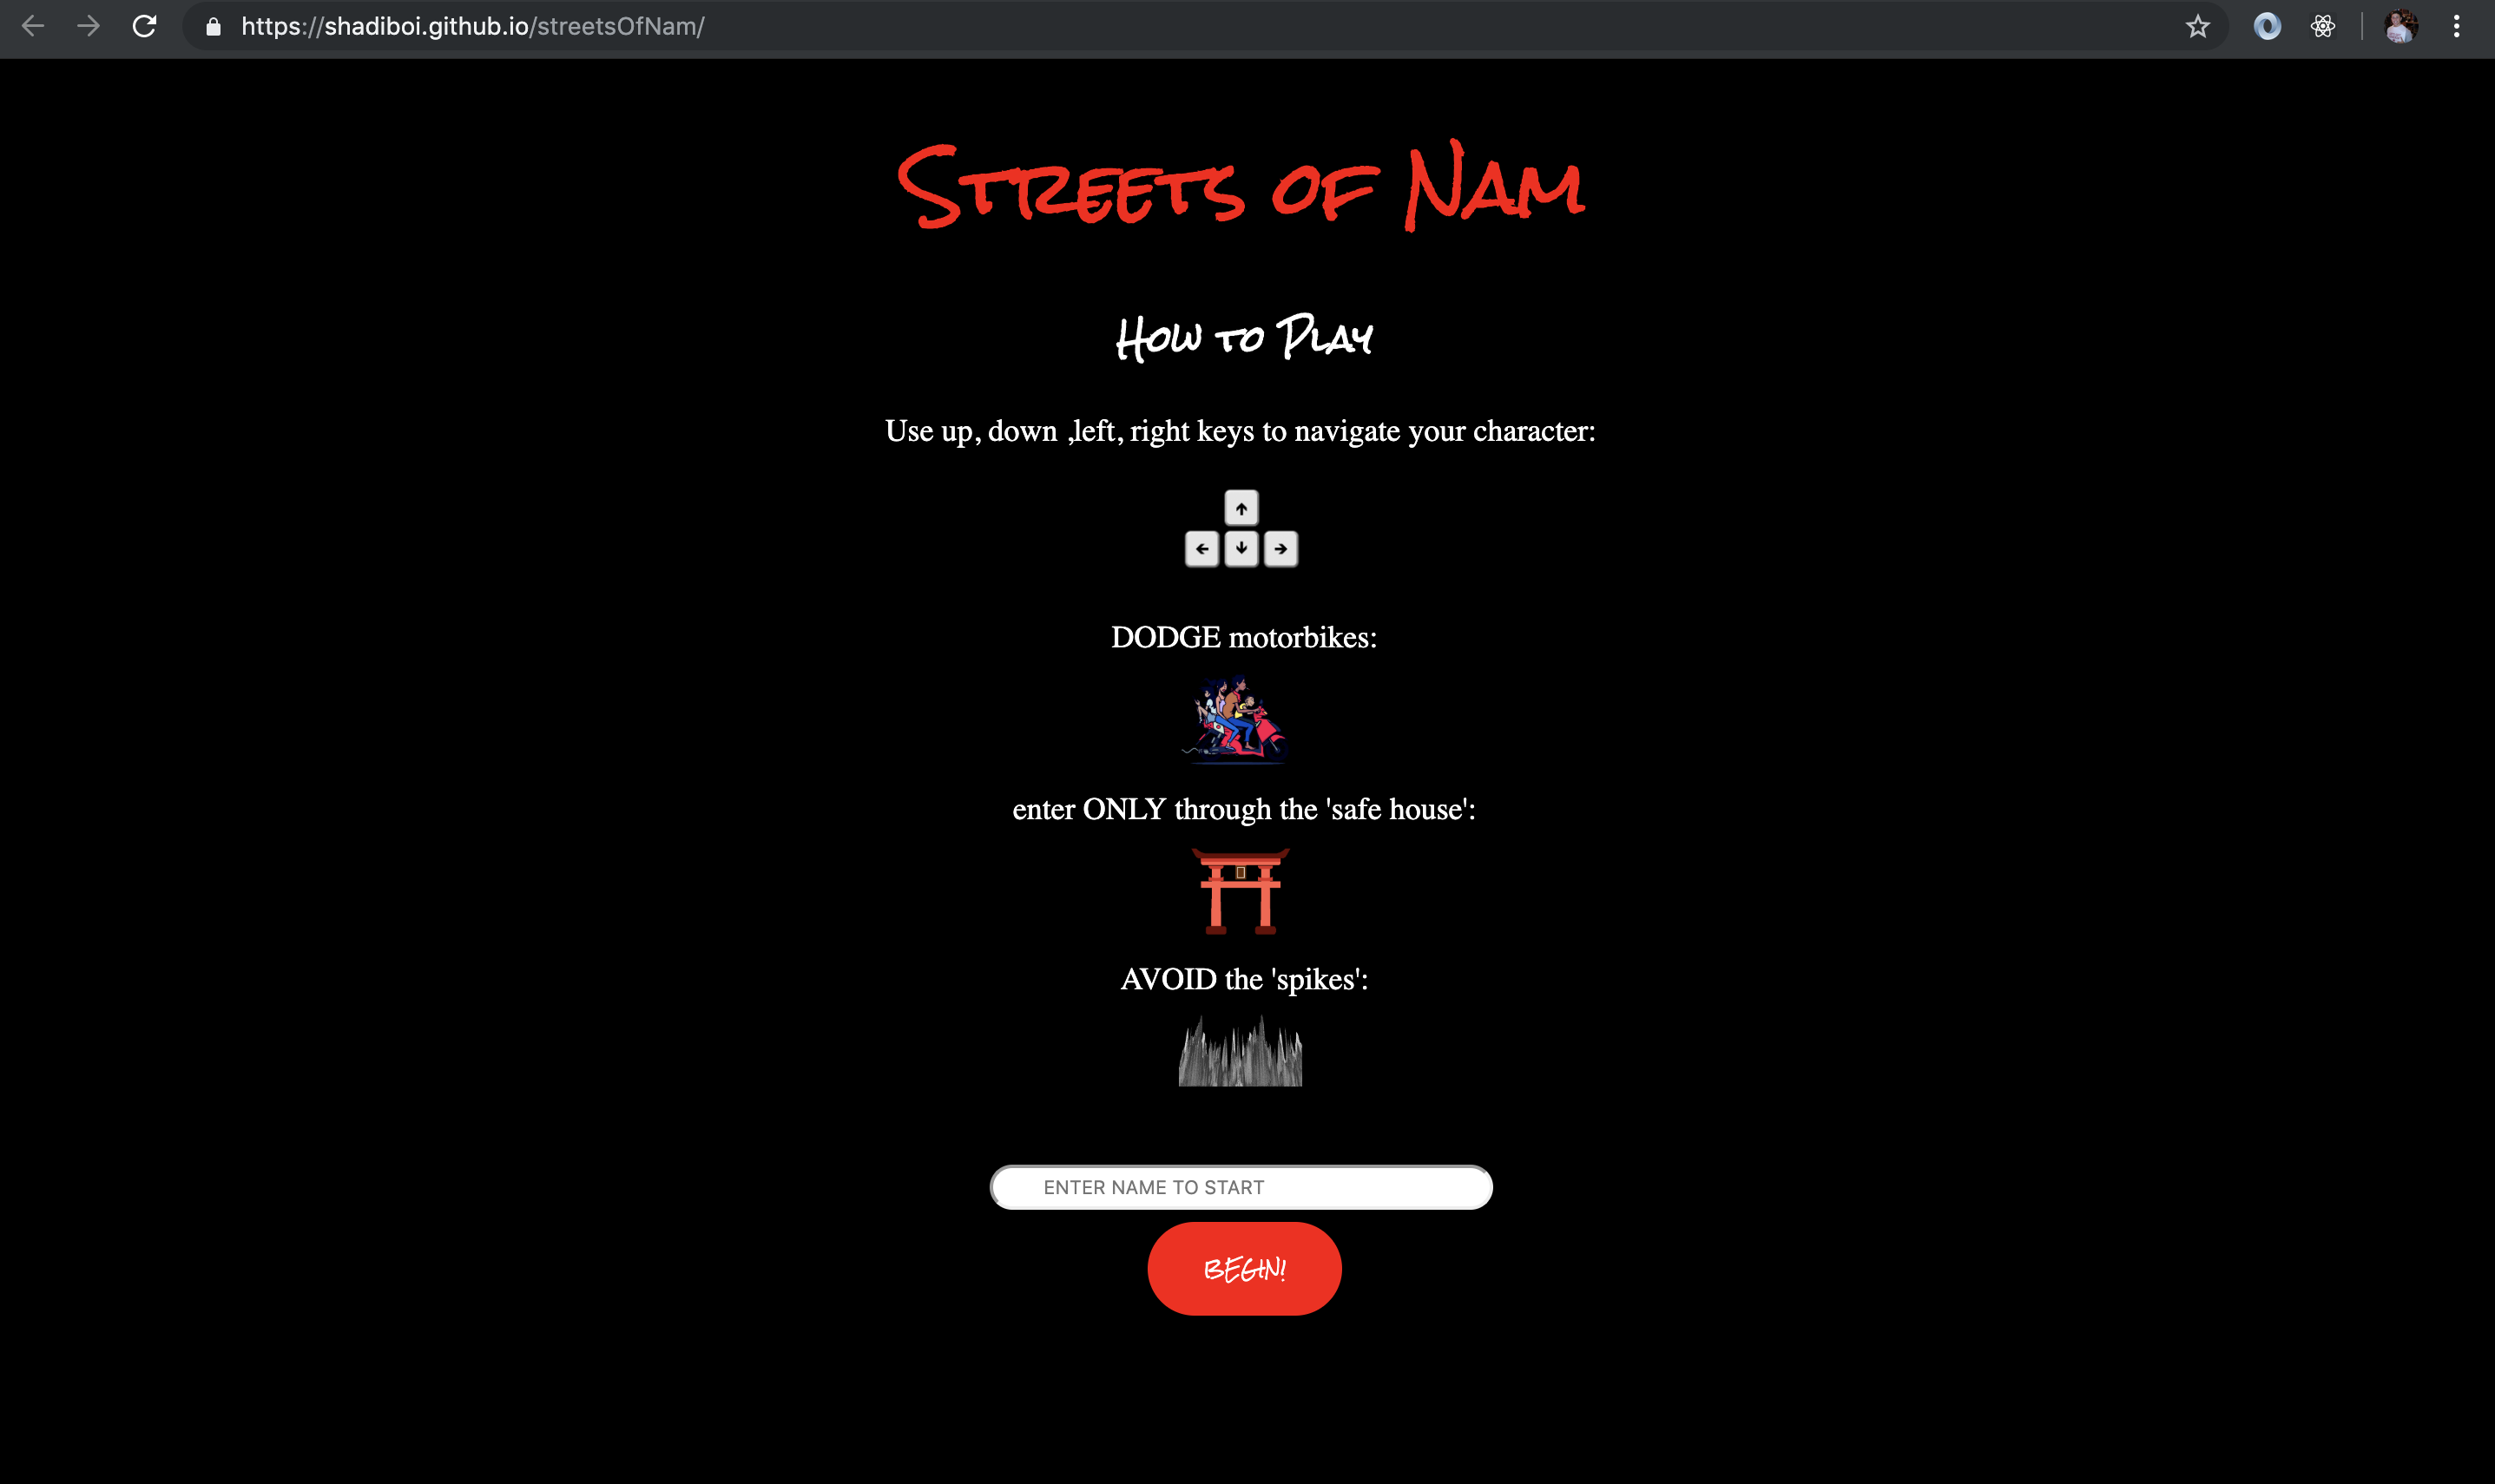 https://shadiboi.github.io/streetsOfNam/
Streets of Nam
How to Play
Use up, down ,left, right keys to navigate your character:
DODGE motorbikes:
enter ONLY through the 'safe house':
AVOID the 'spikes':
ENTER NAME TO START
BEGIN!